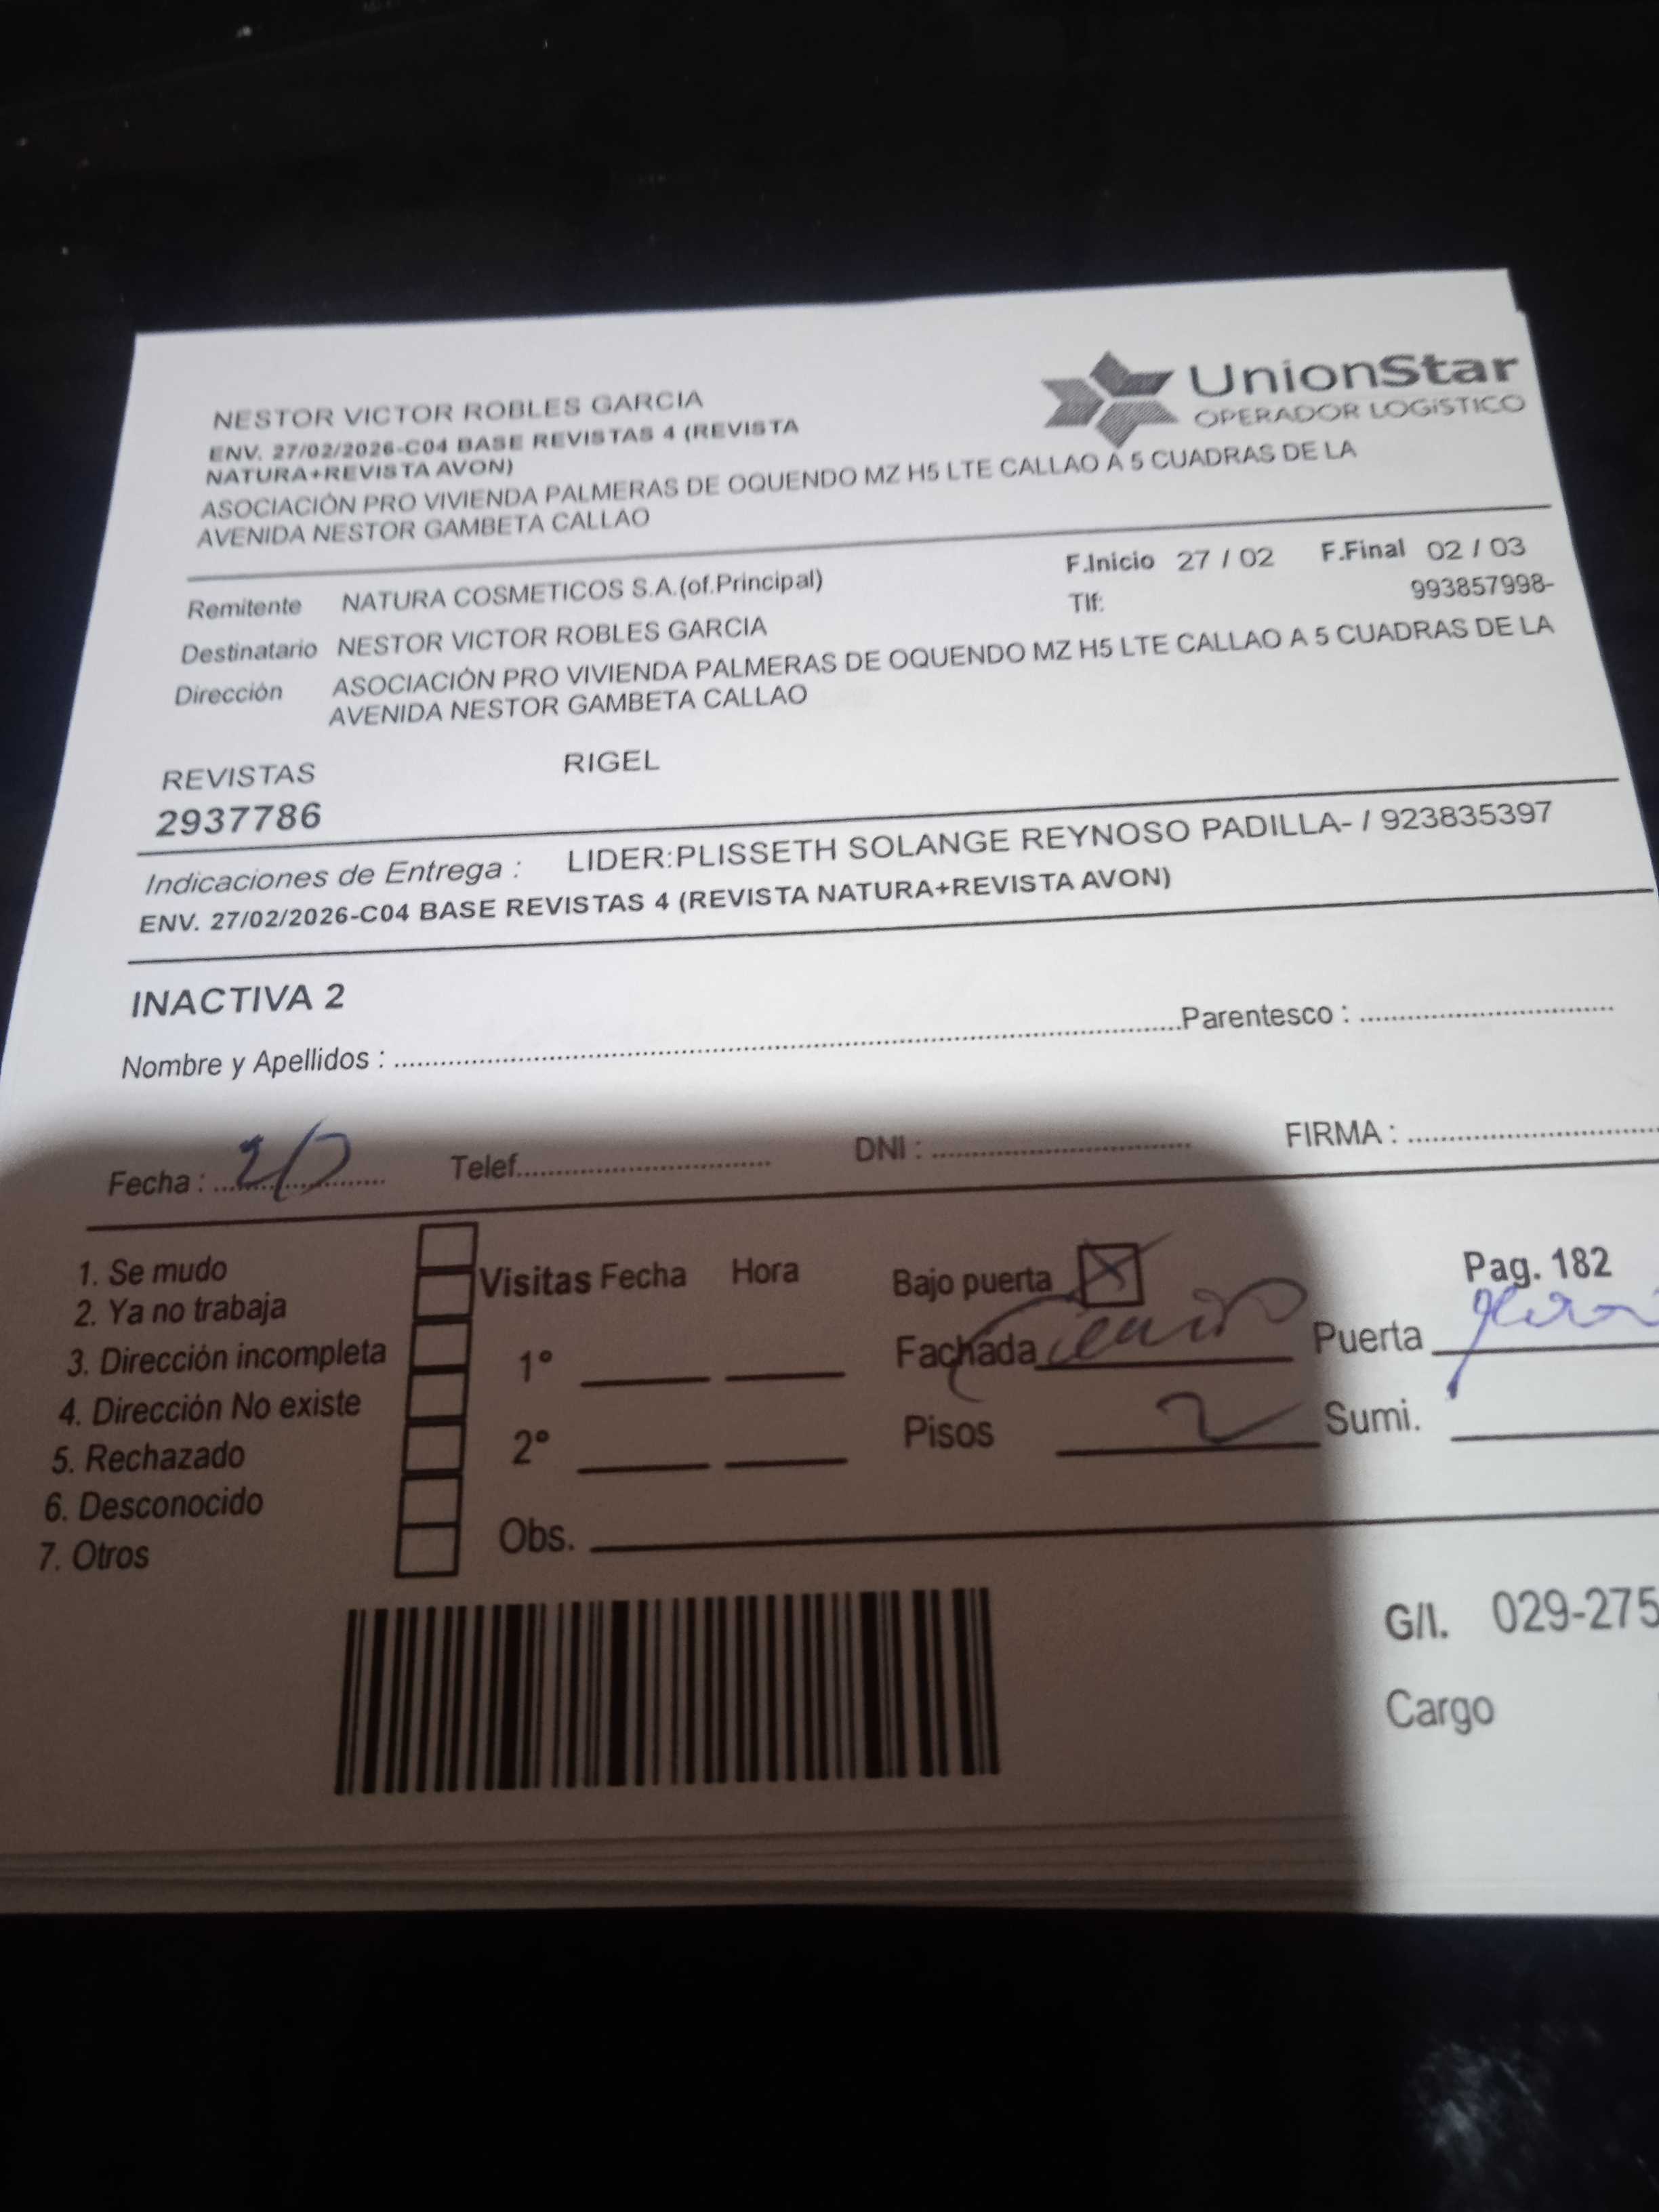 UnionStar
OPERADOR LOGÍSTICO
NESTOR VICTOR ROBLES GARCIA
ENV. 27/02/2026-C04 BASE REVISTAS 4 (REVISTA
NATURA+REVISTA AVON)
ASOCIACIÓN PRO VIVIENDA PALMERAS DE OQUENDO MZ H5 LTE CALLAO A 5 CUADRAS DE LA
AVENIDA NESTOR GAMBETA CALLAO
Remitente NATURA COSMETICOS S.A.(of.Principal) F.Inicio 27 / 02 F.Final 02 / 03
Tlf: 993857998-
Destinatario NESTOR VICTOR ROBLES GARCIA
Dirección ASOCIACIÓN PRO VIVIENDA PALMERAS DE OQUENDO MZ H5 LTE CALLAO A 5 CUADRAS DE LA
AVENIDA NESTOR GAMBETA CALLAO
REVISTAS RIGEL
2937786
Indicaciones de Entrega : LIDER:PLISSETH SOLANGE REYNOSO PADILLA- / 923835397
ENV. 27/02/2026-C04 BASE REVISTAS 4 (REVISTA NATURA+REVISTA AVON)
INACTIVA 2
Nombre y Apellidos : Parentesco :
Fecha : Telef. DNI : FIRMA :
1. Se mudo
2. Ya no trabaja
3. Dirección incompleta
4. Dirección No existe
5. Rechazado
6. Desconocido
7. Otros
Visitas Fecha Hora
1°
2°
Obs.
Bajo puerta X Pag. 182
Fachada Puerta
Pisos 2 Sumi.
G/I. 029-275
Cargo